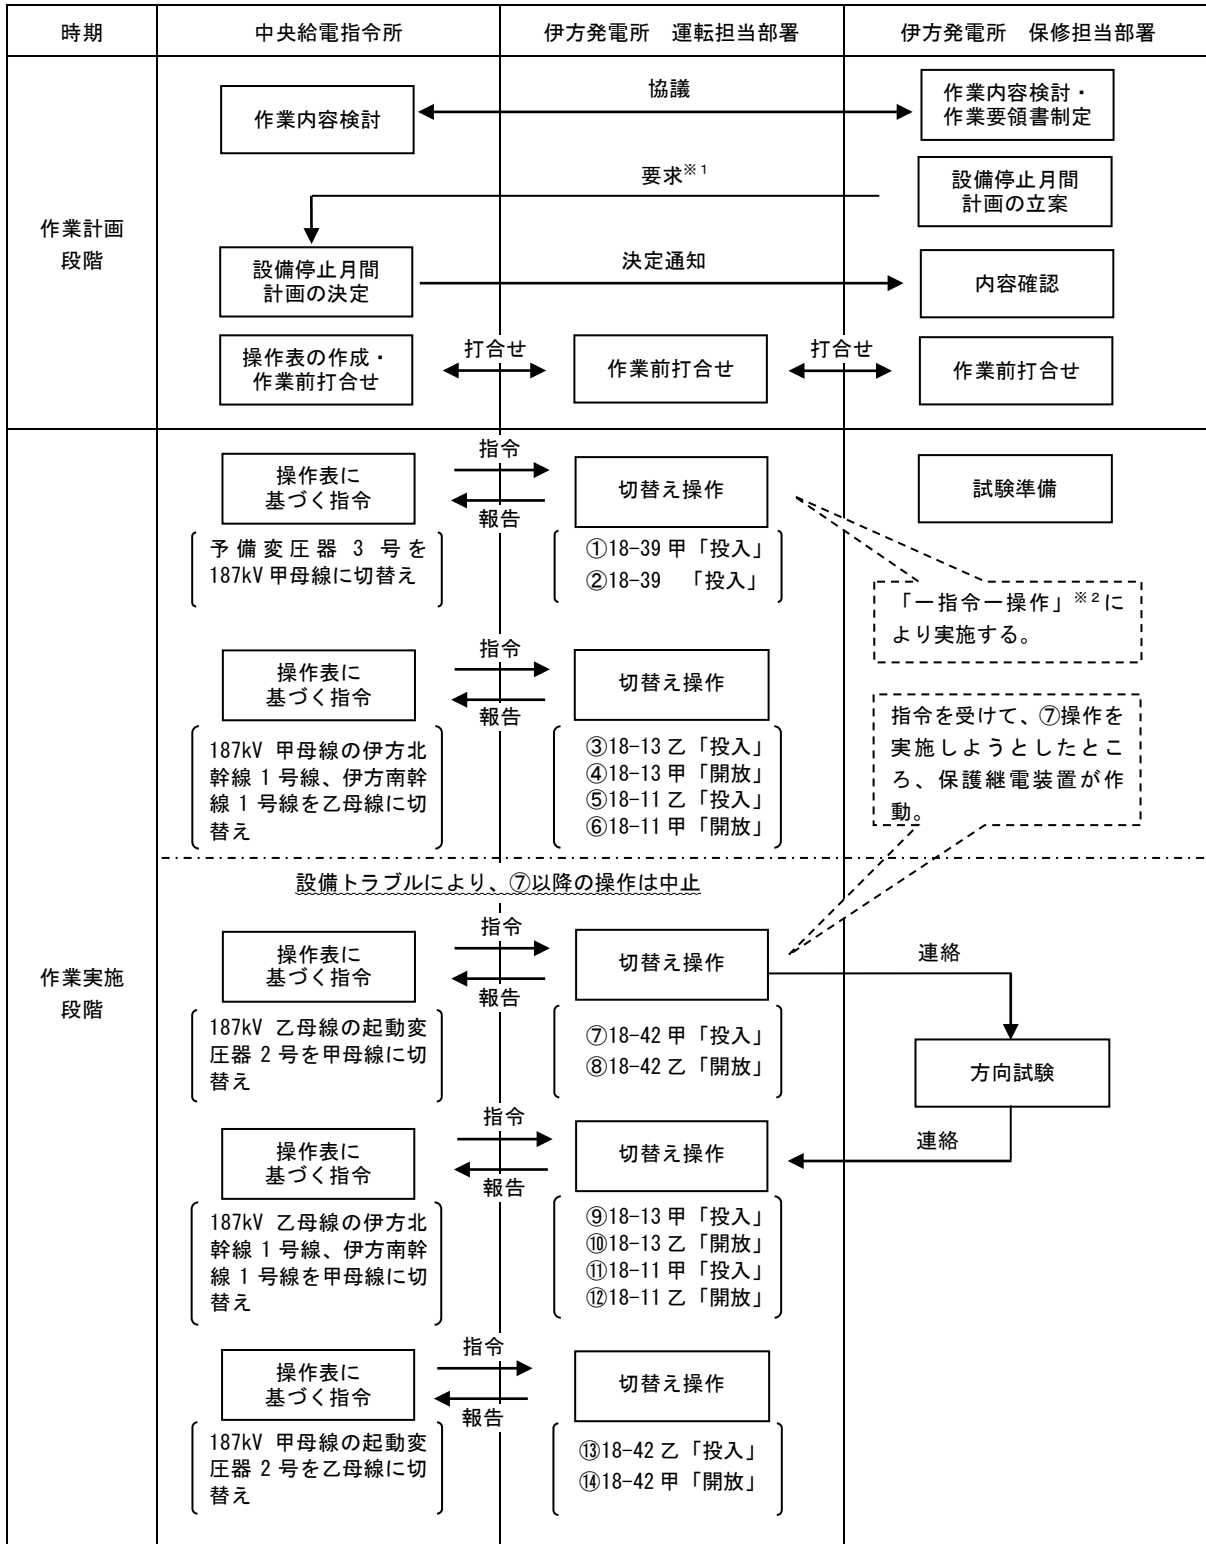 時期
中央給電指令所
伊方発電所　運転担当部署
伊方発電所　保修担当部署
作業計画
段階
作業内容検討
協議
作業内容検討・
作業要領書制定
要求※1
設備停止月間
計画の立案
設備停止月間
計画の決定
決定通知
内容確認
操作表の作成・
作業前打合せ
打合せ
作業前打合せ
打合せ
作業前打合せ
作業実施
段階
操作表に
基づく指令
指令
報告
切替え操作
試験準備
予備変圧器 3 号を
187kV 甲母線に切替え
①18-39 甲「投入」
②18-39　「投入」
「一指令一操作」※2に
より実施する。
操作表に
基づく指令
指令
報告
切替え操作
187kV 甲母線の伊方北
幹線 1 号線、伊方南幹
線 1 号線を乙母線に切
替え
③18-13 乙「投入」
④18-13 甲「開放」
⑤18-11 乙「投入」
⑥18-11 甲「開放」
指令を受けて、⑦操作を
実施しようとしたとこ
ろ、保護継電装置が作
動。
設備トラブルにより、⑦以降の操作は中止
操作表に
基づく指令
指令
報告
切替え操作
連絡
187kV 乙母線の起動変
圧器 2 号を甲母線に切
替え
⑦18-42 甲「投入」
⑧18-42 乙「開放」
方向試験
操作表に
基づく指令
指令
報告
切替え操作
連絡
187kV 乙母線の伊方北
幹線 1 号線、伊方南幹
線 1 号線を甲母線に切
替え
⑨18-13 甲「投入」
⑩18-13 乙「開放」
⑪18-11 甲「投入」
⑫18-11 乙「開放」
操作表に
基づく指令
指令
報告
切替え操作
187kV 甲母線の起動変
圧器 2 号を乙母線に切
替え
⑬18-42 乙「投入」
⑭18-42 甲「開放」